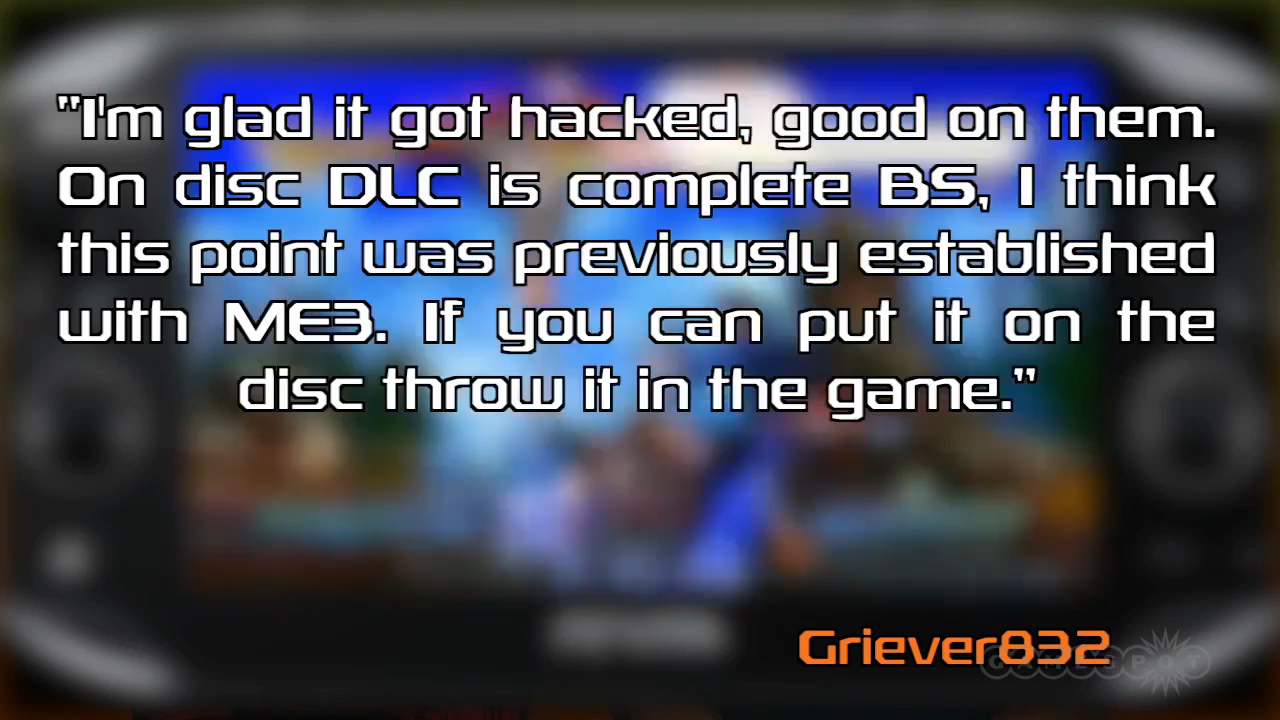 "I'm glad it got hacked, good on them.
On disc DLC is complete BS, I think
this point was previously established
with ME3. If you can put it on the
disc throw it in the game."
Griever832
GAMESPOT